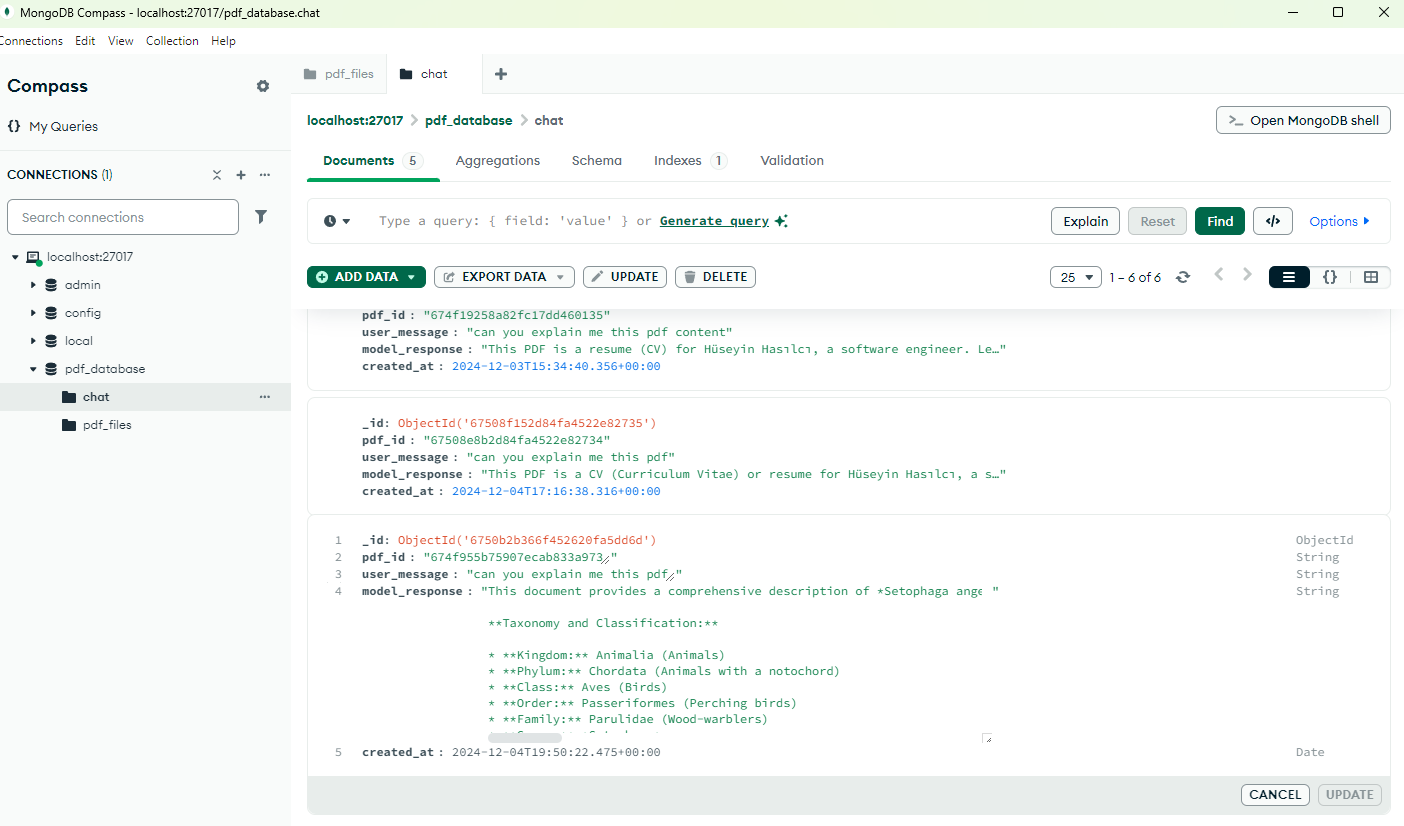 MongoDB Compass - localhost:27017/pdf_database.chat
Connections Edit View Collection Help
Compass
{} My Queries
CONNECTIONS (1)
Search connections
localhost:27017
admin
config
local
pdf_database
chat
pdf_files
pdf_files chat
localhost:27017 > pdf_database > chat
>_ Open MongoDB shell
Documents 5 Aggregations Schema Indexes 1 Validation
Type a query: { field: 'value' } or Generate query
Explain Reset Find </> Options
ADD DATA EXPORT DATA UPDATE DELETE
25 1 – 6 of 6 {}
pdf_id : "674f19258a82fc17dd460135"
user_message : "can you explain me this pdf content"
model_response : "This PDF is a resume (CV) for Hüseyin Hasılcı, a software engineer. Le…"
created_at : 2024-12-03T15:34:40.356+00:00
_id: ObjectId('67508f152d84fa4522e82735')
pdf_id : "67508e8b2d84fa4522e82734"
user_message : "can you explain me this pdf"
model_response : "This PDF is a CV (Curriculum Vitae) or resume for Hüseyin Hasılcı, a s…"
created_at : 2024-12-04T17:16:38.316+00:00
1 _id: ObjectId('6750b2b366f452620fa5dd6d') ObjectId
2 pdf_id : "674f955b75907ecab833a973" String
3 user_message : "can you explain me this pdf" String
4 model_response : "This document provides a comprehensive description of *Setophaga ange " String
**Taxonomy and Classification:**
* **Kingdom:** Animalia (Animals)
* **Phylum:** Chordata (Animals with a notochord)
* **Class:** Aves (Birds)
* **Order:** Passeriformes (Perching birds)
* **Family:** Parulidae (Wood-warblers)
5 created_at : 2024-12-04T19:50:22.475+00:00 Date
CANCEL UPDATE